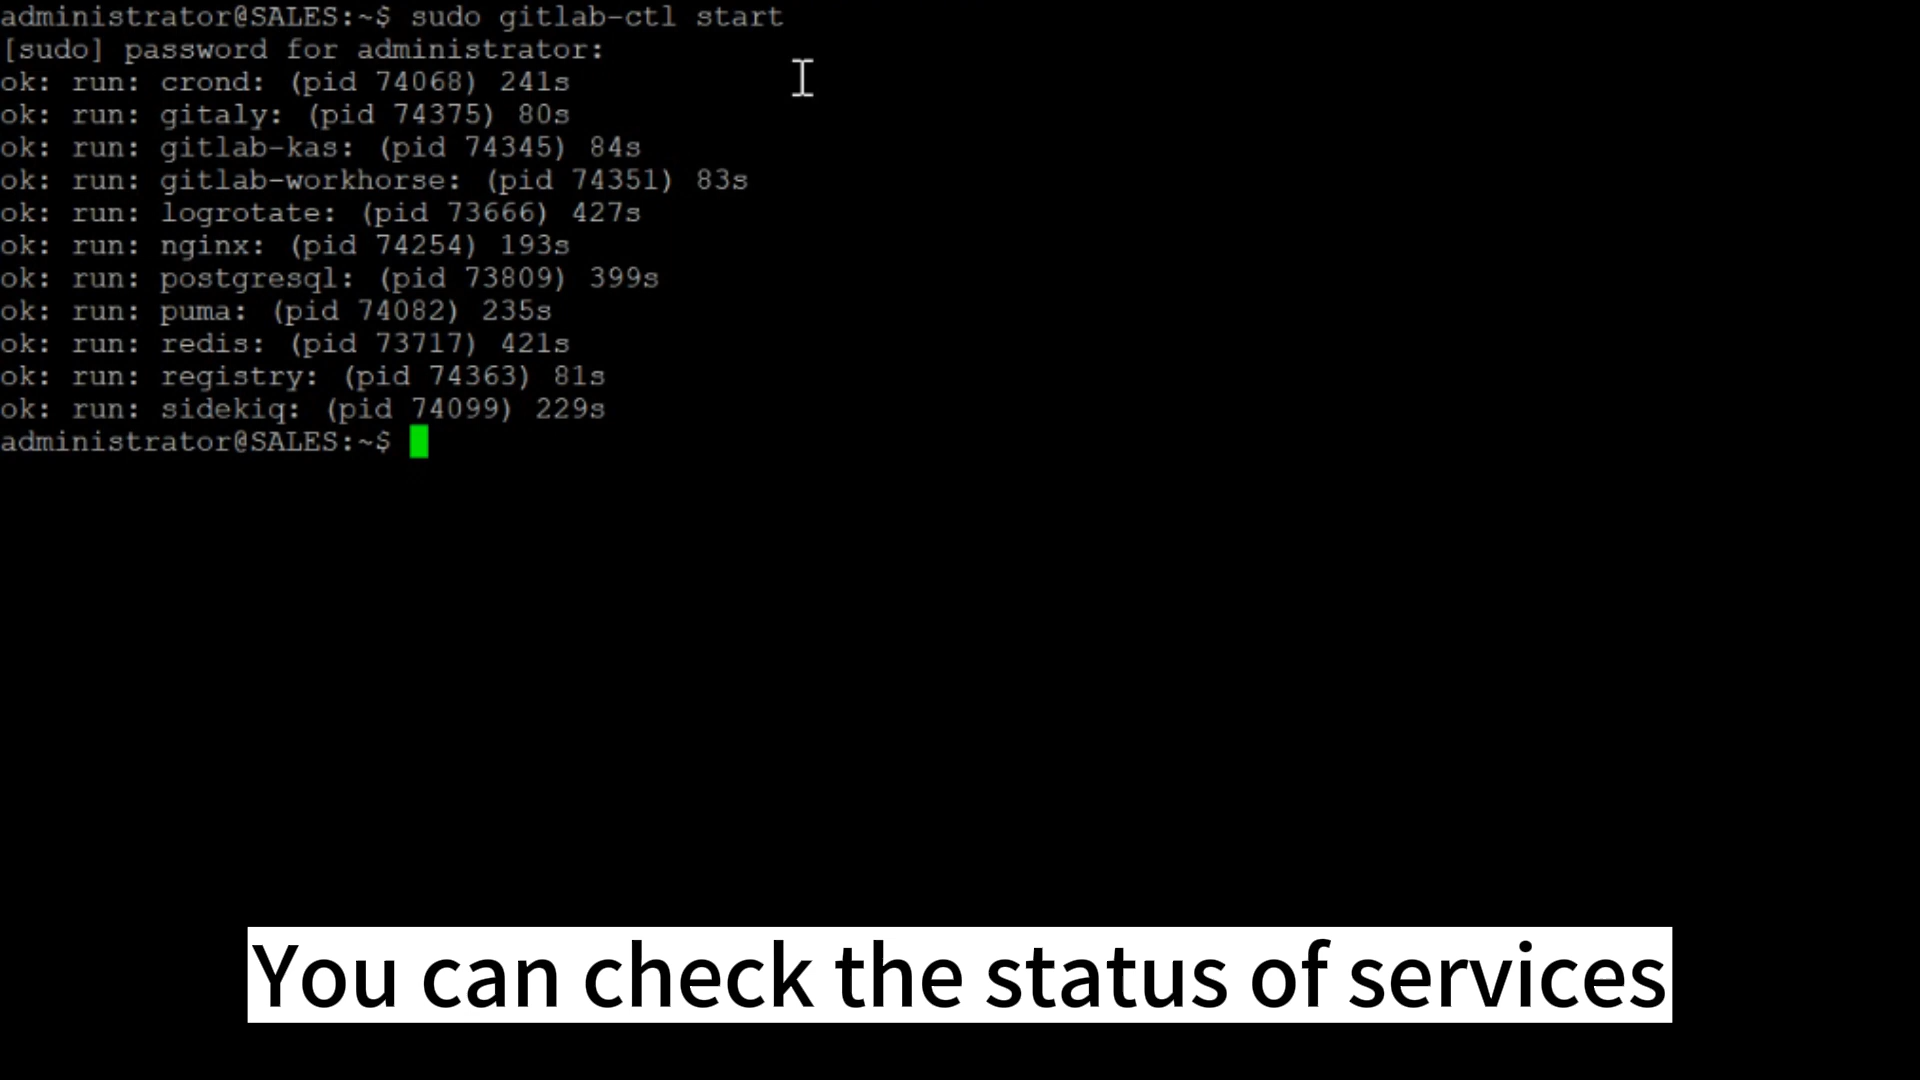 administrator@SALES:~$ sudo gitlab-ctl start
[sudo] password for administrator:
ok: run: crond: (pid 74068) 241s
ok: run: gitaly: (pid 74375) 80s
ok: run: gitlab-kas: (pid 74345) 84s
ok: run: gitlab-workhorse: (pid 74351) 83s
ok: run: logrotate: (pid 73666) 427s
ok: run: nginx: (pid 74254) 193s
ok: run: postgresql: (pid 73809) 399s
ok: run: puma: (pid 74082) 235s
ok: run: redis: (pid 73717) 421s
ok: run: registry: (pid 74363) 81s
ok: run: sidekiq: (pid 74099) 229s
administrator@SALES:~$
You can check the status of services